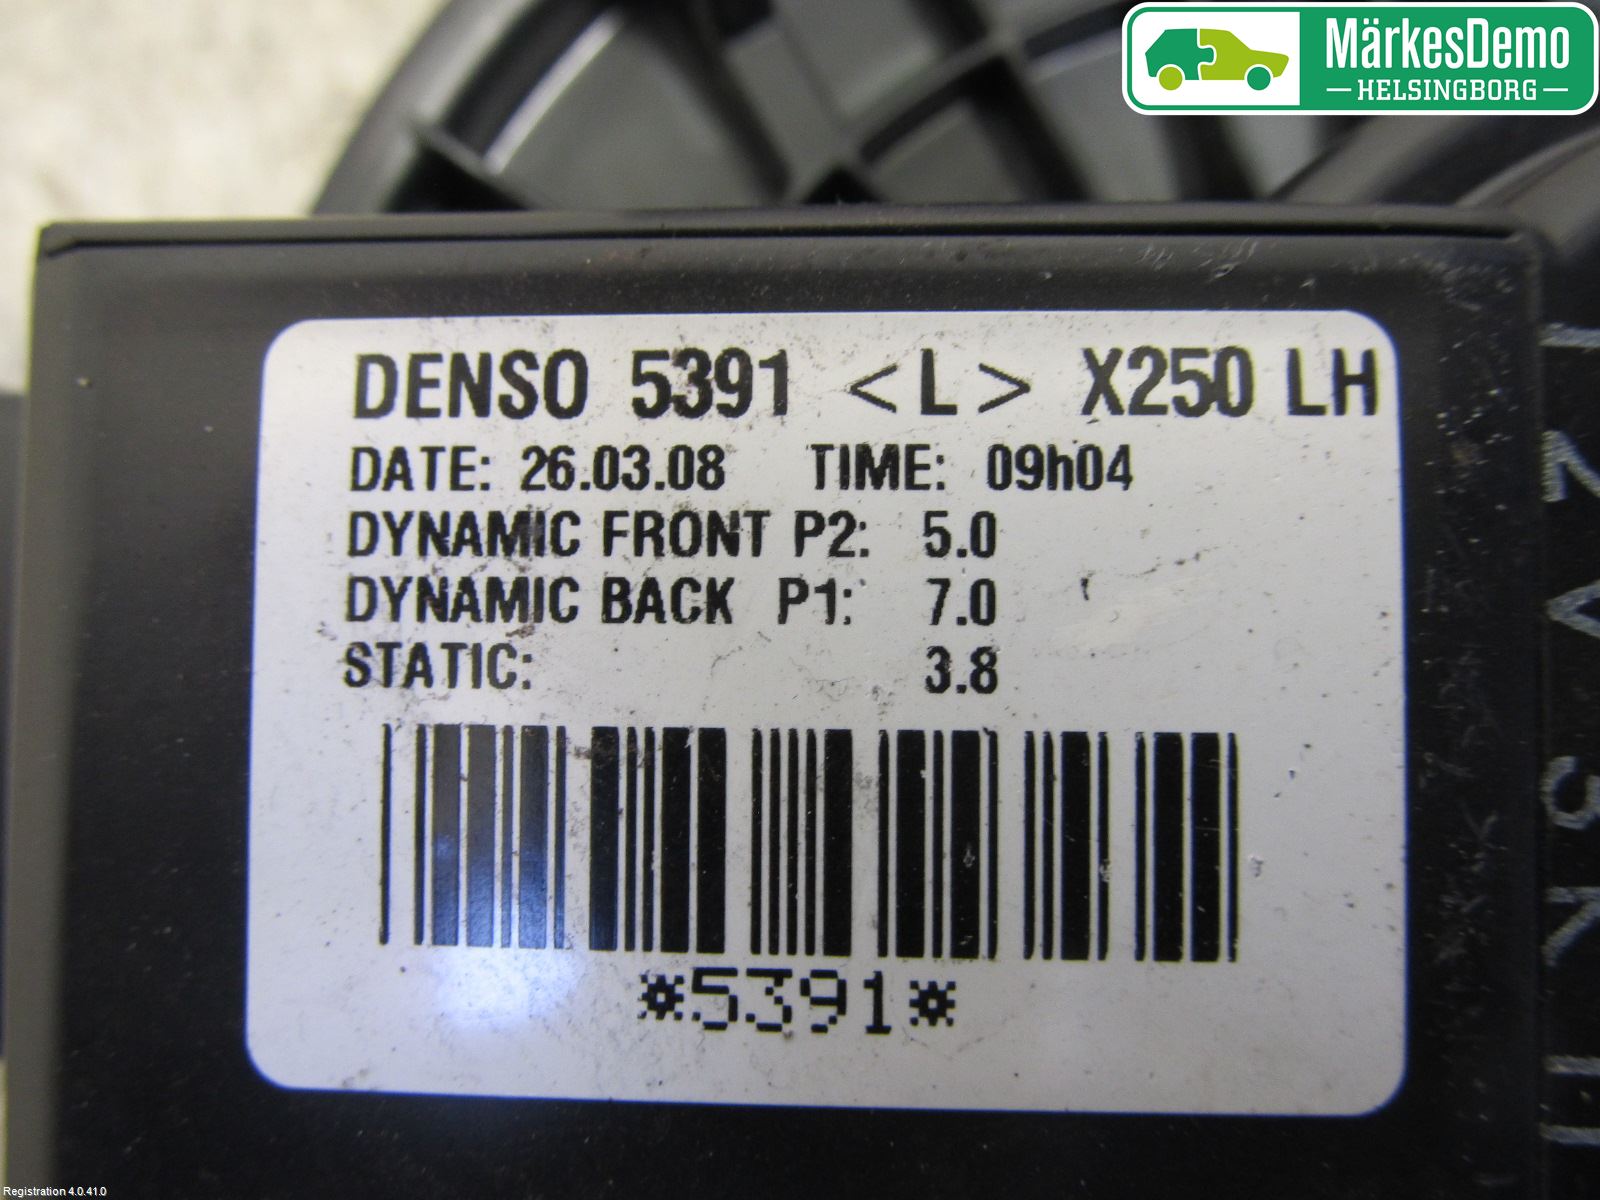 MärkesDemo
HELSINGBORG
DENSO 5391 <L> X250 LH
DATE: 26.03.08 TIME: 09h04
DYNAMIC FRONT P2: 5.0
DYNAMIC BACK P1: 7.0
STATIC: 3.8
*5391*
Registration 4.0.41.0